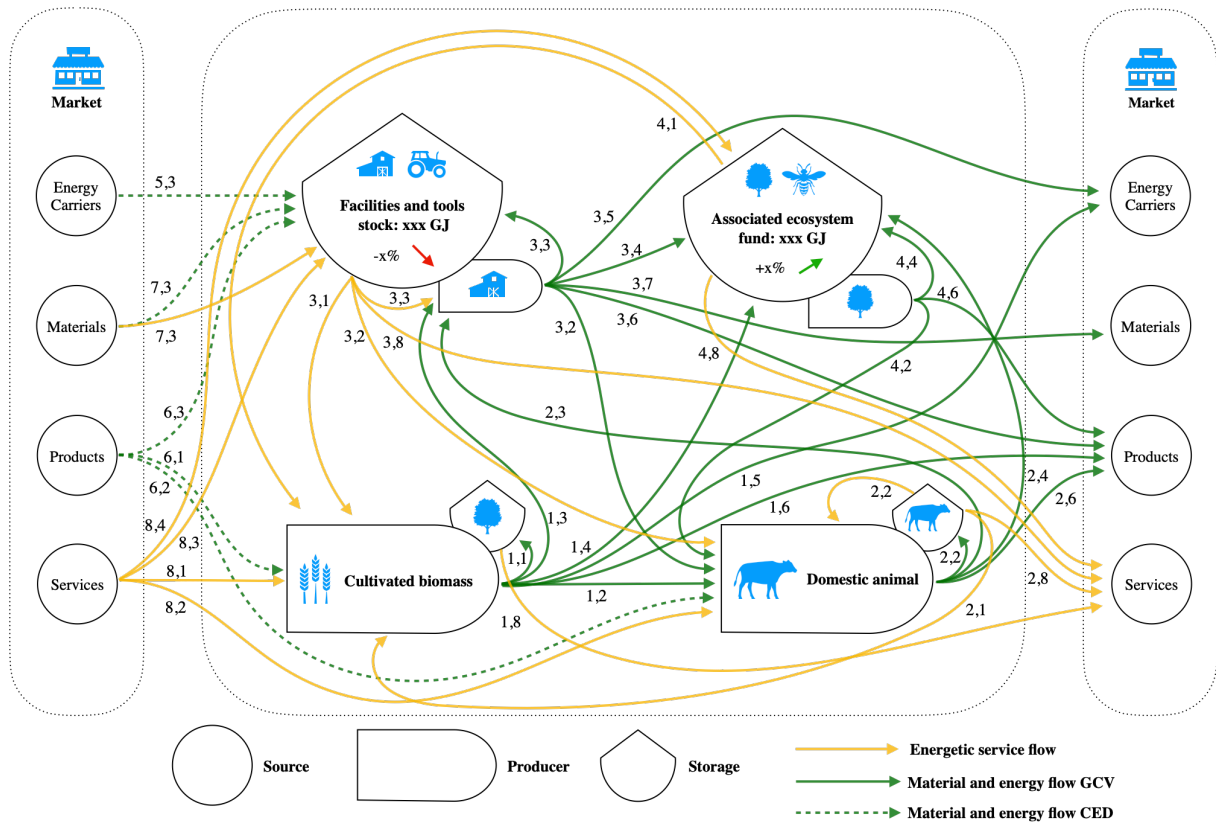 Market
Market
4,1
Energy
Carriers
5,3
Facilities and tools
stock: xxx GJ
-x%
3,5
3,3
3,4
Associated ecosystem
fund: xxx GJ
+x%
4,4
Energy
Carriers
7,3
3,1
3,3
3,7
3,2
4,6
Materials
7,3
3,2
3,8
3,6
4,8
4,2
Materials
6,3
2,3
Products
6,1
6,2
1,5
1,6
2,2
2,4
2,6
Products
8,4
8,3
1,3
1,4
1,1
2,2
Services
8,1
8,2
Cultivated biomass
1,2
Domestic animal
2,8
Services
1,8
2,1
Source
Producer
Storage
Energetic service flow
Material and energy flow GCV
Material and energy flow CED